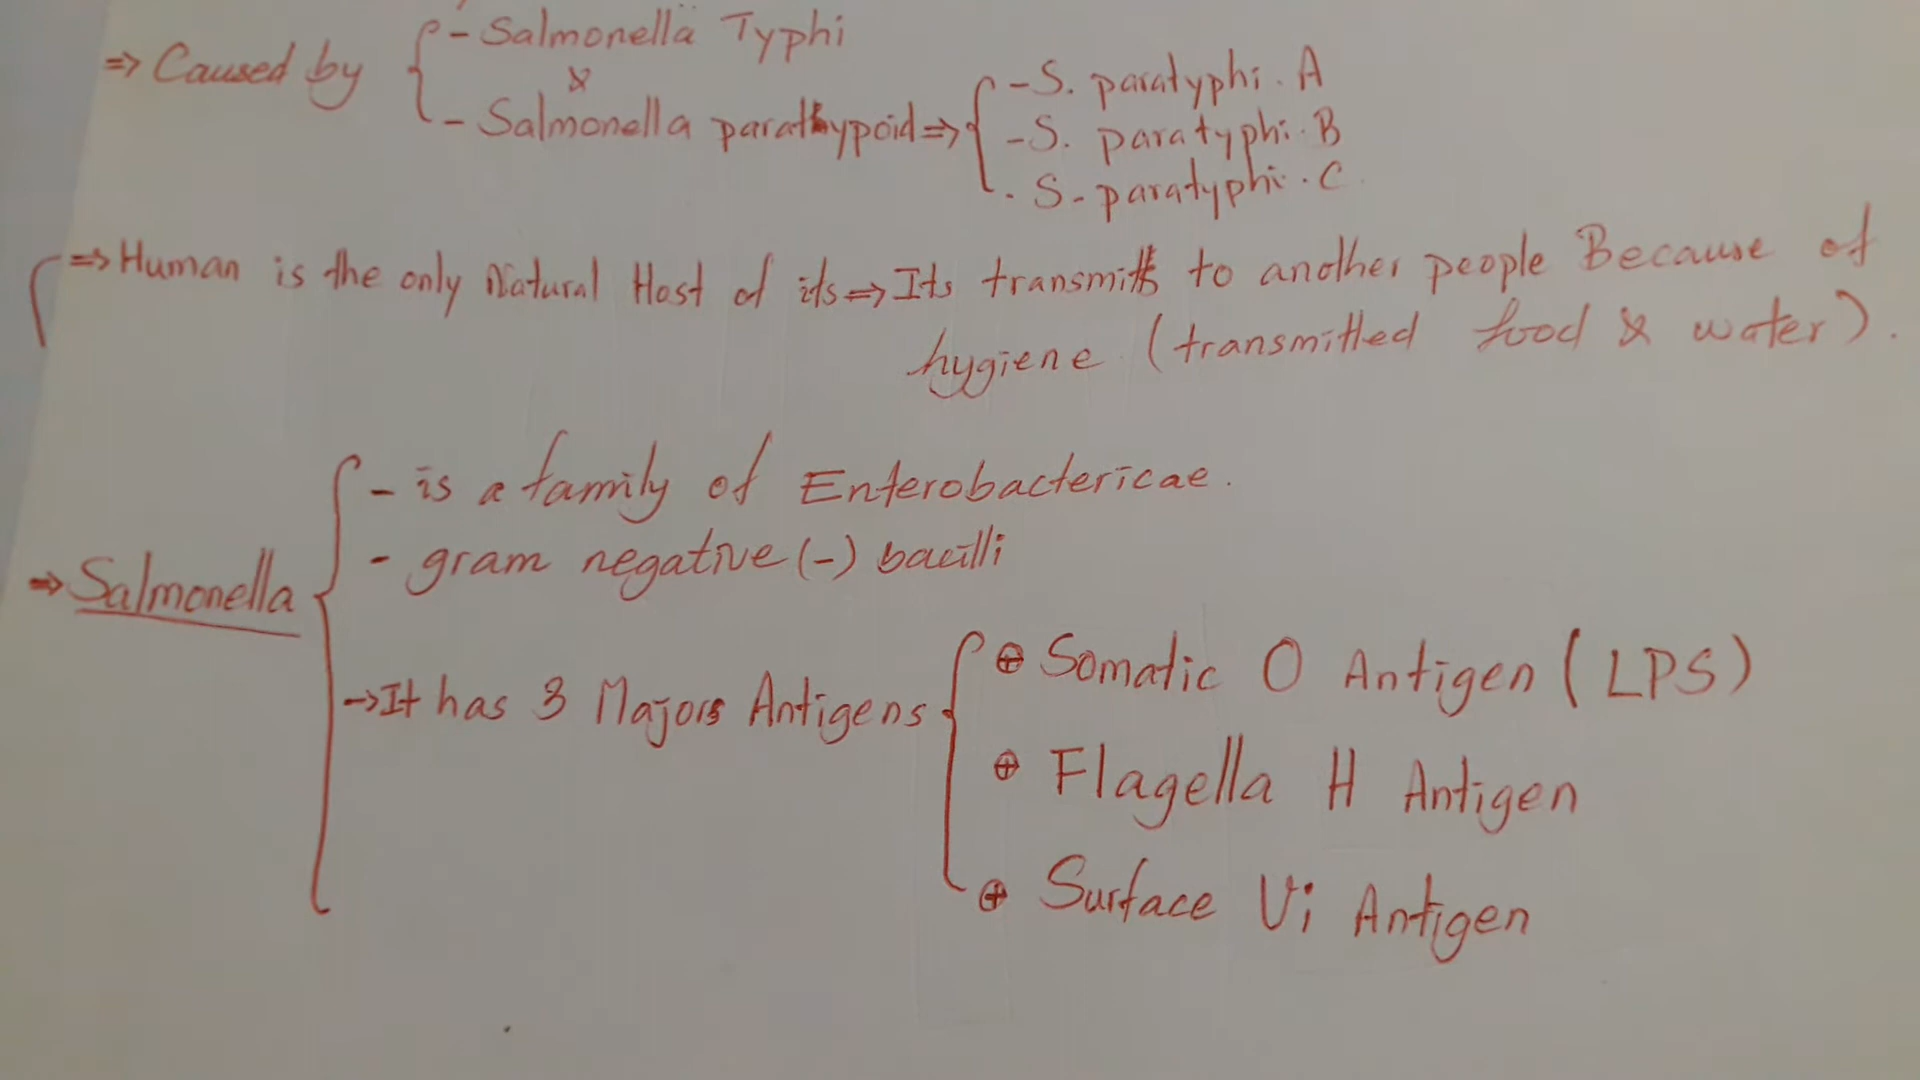 ⇒ Caused by { - Salmonella Typhi
&
- Salmonella parathypoid ⇒ { - S. paratyphi. A
- S. paratyphi. B
. S - paratyphi. C
⇒ Human is the only Natural Host of its ⇒ Its transmitts to another people Because of
hygiene (transmitted food & water).
- is a family of Enterobactericae.
- gram negative (-) bacilli
⇒ Salmonella
→ It has 3 Majors Antigens
⊕ Somatic O Antigen (LPS)
⊕ Flagella H Antigen
⊕ Surface Vi Antigen